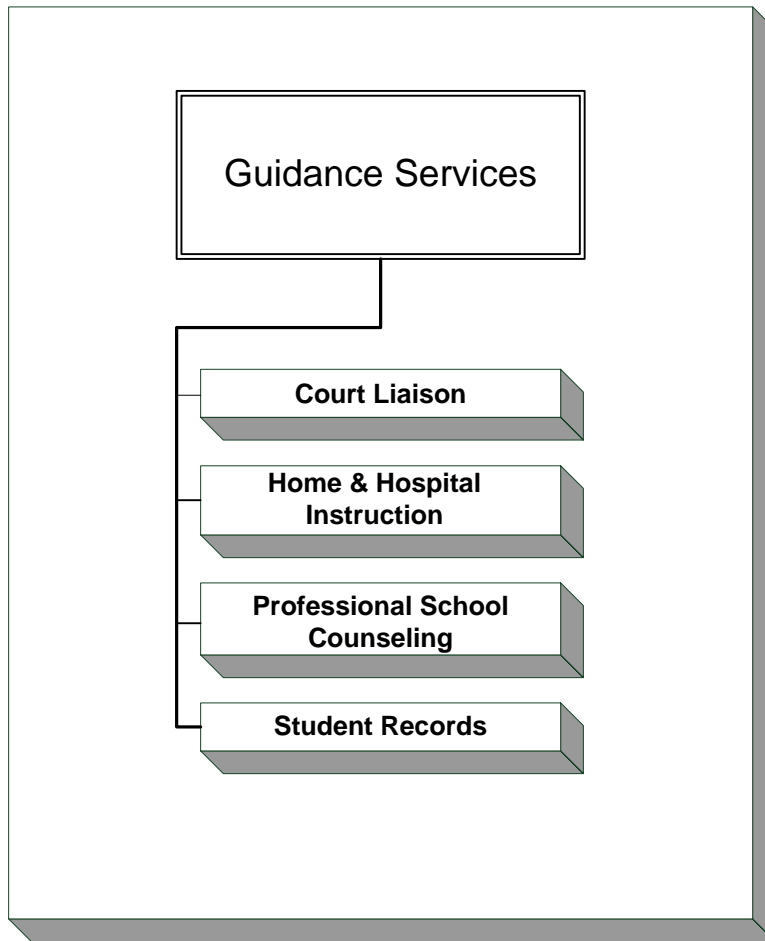 Guidance Services
Court Liaison
Home & Hospital
Instruction
Professional School
Counseling
Student Records